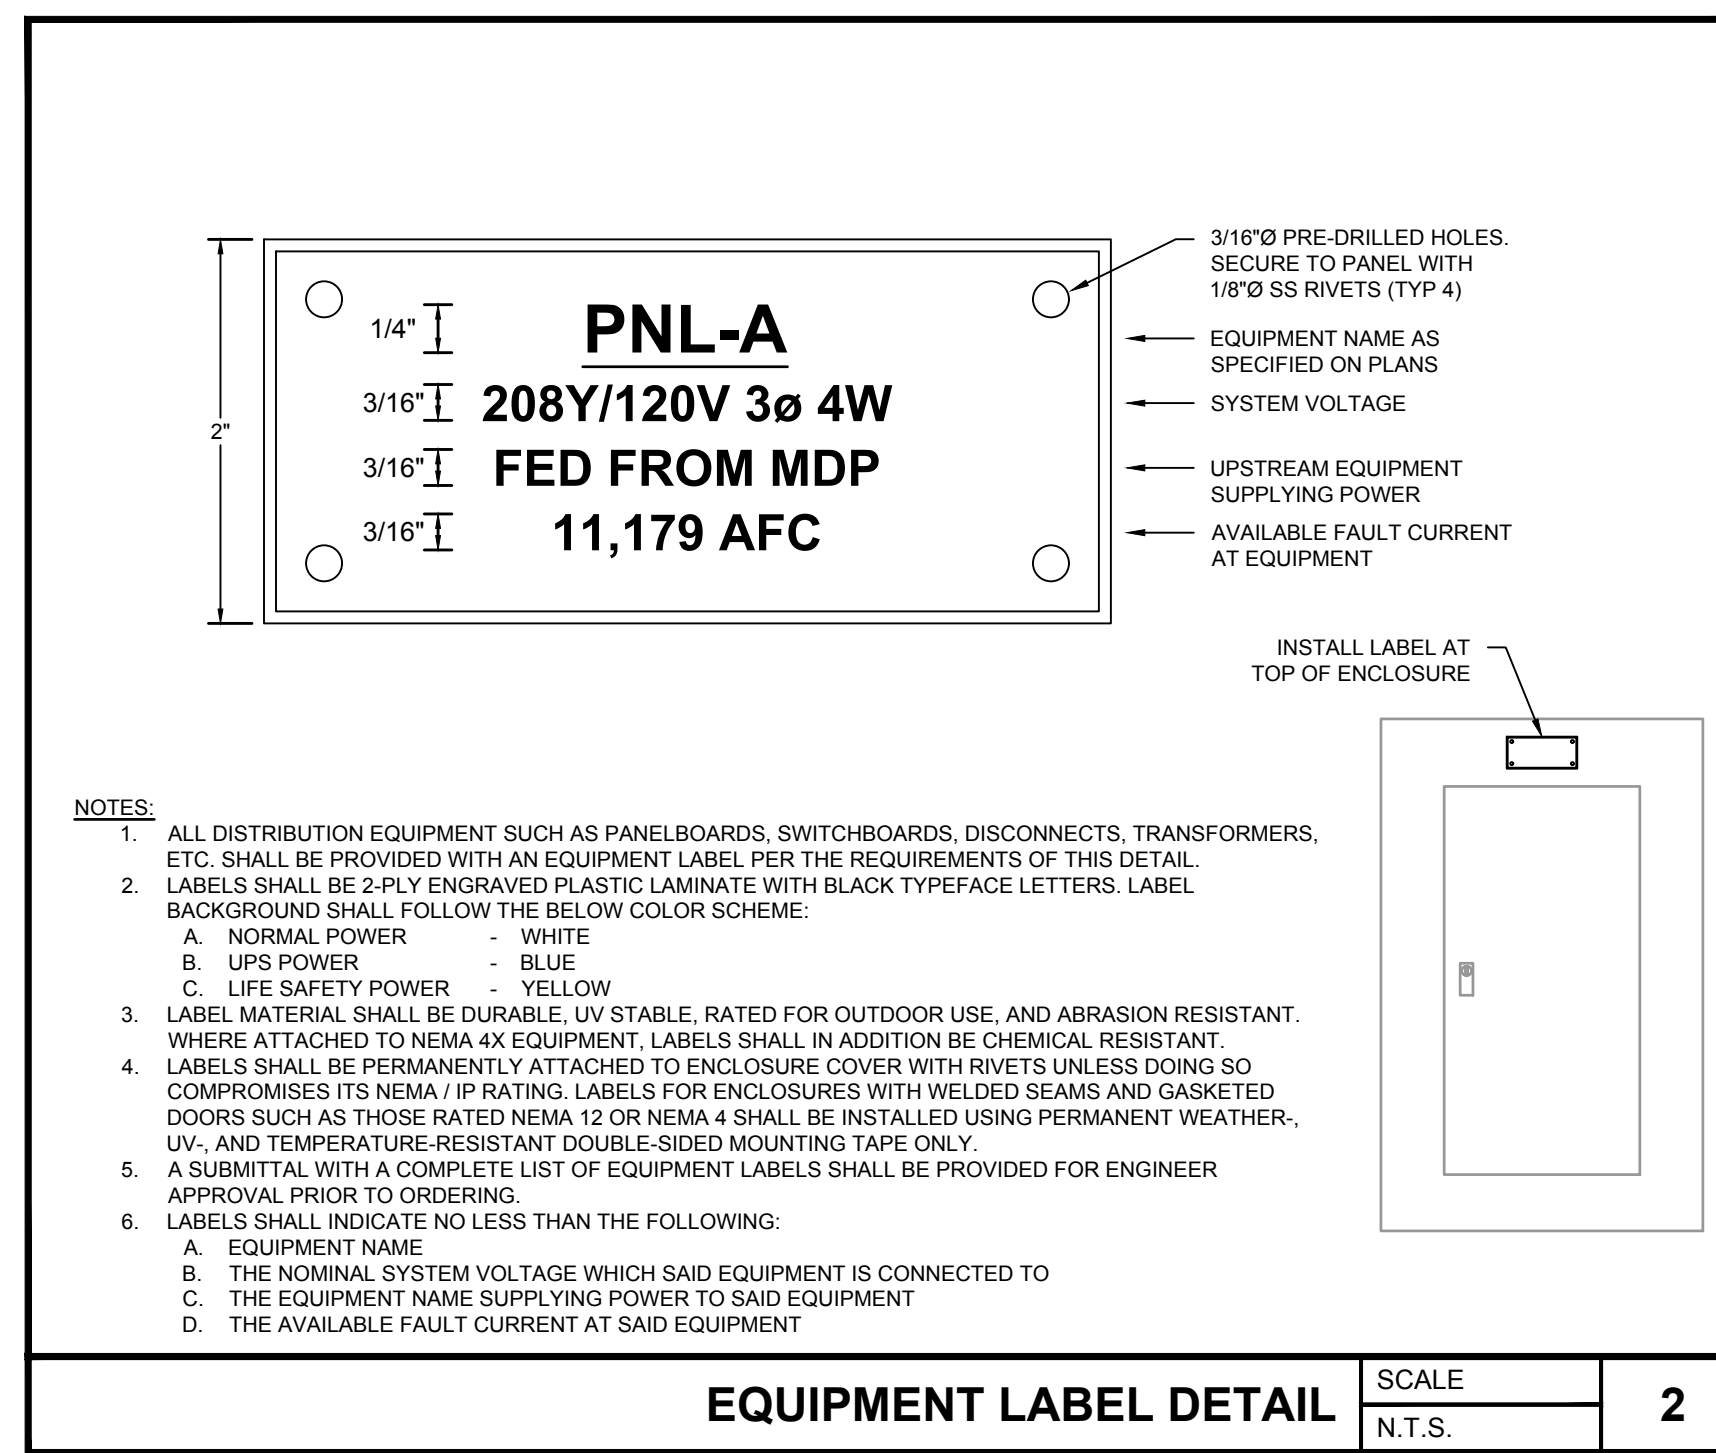 3/16"Ø PRE-DRILLED HOLES.
SECURE TO PANEL WITH
1/8"Ø SS RIVETS (TYP 4)
1/4"
PNL-A
EQUIPMENT NAME AS
SPECIFIED ON PLANS
3/16"
208Y/120V 3ø 4W
SYSTEM VOLTAGE
2"
3/16"
FED FROM MDP
UPSTREAM EQUIPMENT
SUPPLYING POWER
3/16"
11,179 AFC
AVAILABLE FAULT CURRENT
AT EQUIPMENT
INSTALL LABEL AT
TOP OF ENCLOSURE
NOTES:
1. ALL DISTRIBUTION EQUIPMENT SUCH AS PANELBOARDS, SWITCHBOARDS, DISCONNECTS, TRANSFORMERS,
ETC. SHALL BE PROVIDED WITH AN EQUIPMENT LABEL PER THE REQUIREMENTS OF THIS DETAIL.
2. LABELS SHALL BE 2-PLY ENGRAVED PLASTIC LAMINATE WITH BLACK TYPEFACE LETTERS. LABEL
BACKGROUND SHALL FOLLOW THE BELOW COLOR SCHEME:
A. NORMAL POWER - WHITE
B. UPS POWER - BLUE
C. LIFE SAFETY POWER - YELLOW
3. LABEL MATERIAL SHALL BE DURABLE, UV STABLE, RATED FOR OUTDOOR USE, AND ABRASION RESISTANT.
WHERE ATTACHED TO NEMA 4X EQUIPMENT, LABELS SHALL IN ADDITION BE CHEMICAL RESISTANT.
4. LABELS SHALL BE PERMANENTLY ATTACHED TO ENCLOSURE COVER WITH RIVETS UNLESS DOING SO
COMPROMISES ITS NEMA / IP RATING. LABELS FOR ENCLOSURES WITH WELDED SEAMS AND GASKETED
DOORS SUCH AS THOSE RATED NEMA 12 OR NEMA 4 SHALL BE INSTALLED USING PERMANENT WEATHER-,
UV-, AND TEMPERATURE-RESISTANT DOUBLE-SIDED MOUNTING TAPE ONLY.
5. A SUBMITTAL WITH A COMPLETE LIST OF EQUIPMENT LABELS SHALL BE PROVIDED FOR ENGINEER
APPROVAL PRIOR TO ORDERING.
6. LABELS SHALL INDICATE NO LESS THAN THE FOLLOWING:
A. EQUIPMENT NAME
B. THE NOMINAL SYSTEM VOLTAGE WHICH SAID EQUIPMENT IS CONNECTED TO
C. THE EQUIPMENT NAME SUPPLYING POWER TO SAID EQUIPMENT
D. THE AVAILABLE FAULT CURRENT AT SAID EQUIPMENT
EQUIPMENT LABEL DETAIL
SCALE
N.T.S.
2